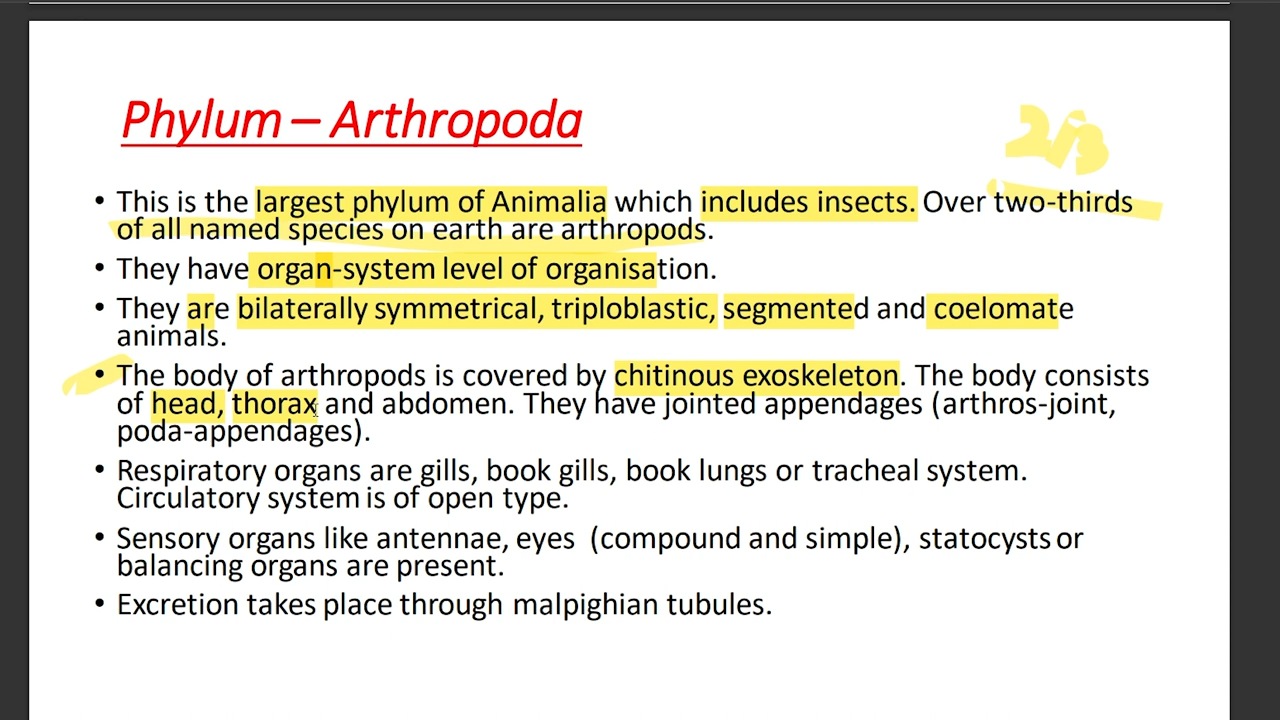 Phylum – Arthropoda
2/3
• This is the largest phylum of Animalia which includes insects. Over two-thirds
of all named species on earth are arthropods.
• They have organ-system level of organisation.
• They are bilaterally symmetrical, triploblastic, segmented and coelomate
animals.
• The body of arthropods is covered by chitinous exoskeleton. The body consists
of head, thorax and abdomen. They have jointed appendages (arthros-joint,
poda-appendages).
• Respiratory organs are gills, book gills, book lungs or tracheal system.
Circulatory system is of open type.
• Sensory organs like antennae, eyes (compound and simple), statocysts or
balancing organs are present.
• Excretion takes place through malpighian tubules.